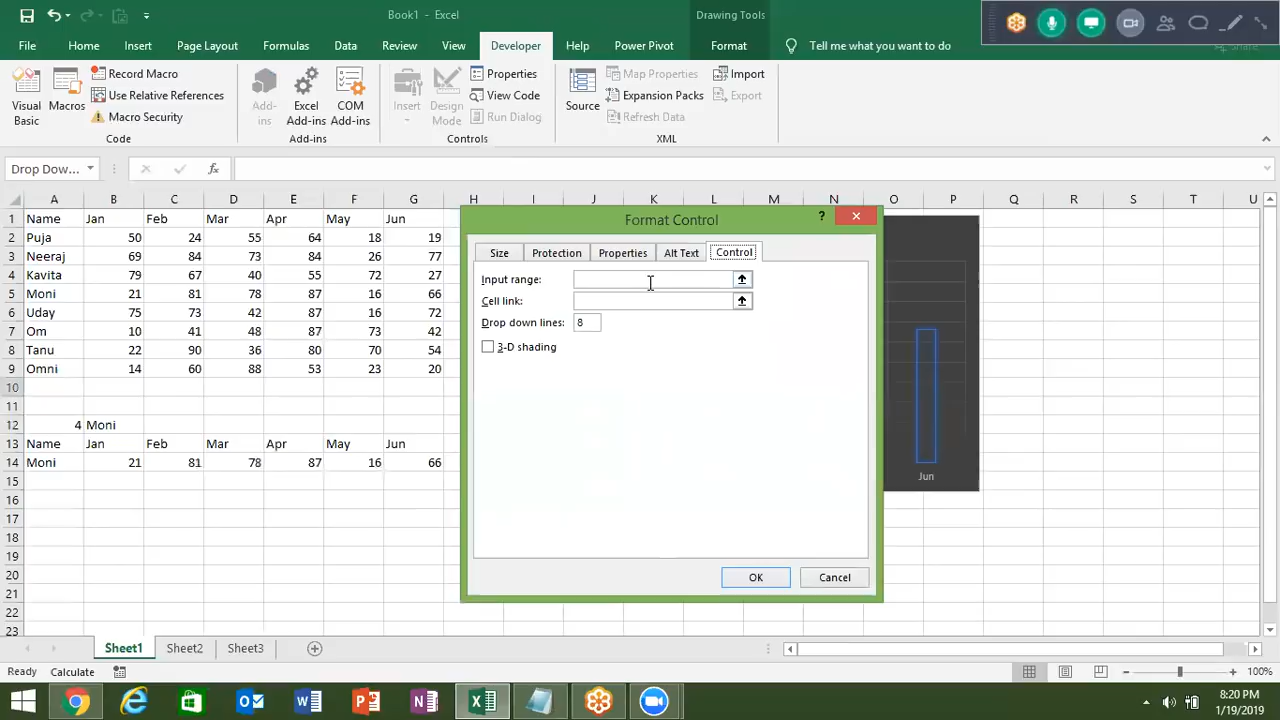 Book1 - Excel
Drawing Tools
File Home Insert Page Layout Formulas Data Review View Developer Help Power Pivot Format Tell me what you want to do Share
Visual Basic
Macros
Record Macro
Use Relative References
Macro Security
Code
Add-ins
Excel Add-ins
COM Add-ins
Add-ins
Insert
Design Mode
Properties
View Code
Run Dialog
Controls
Source
Map Properties
Expansion Packs
Refresh Data
Import
Export
XML
Drop Dow... fx
A B C D E F G H I J K L M N O P Q R S T U
1 Name Jan Feb Mar Apr May Jun
2 Puja 50 24 55 64 18 19
3 Neeraj 69 84 73 84 26 77
4 Kavita 79 67 40 55 72 27
5 Moni 21 81 78 87 16 66
6 Uday 75 73 42 87 16 72
7 Om 10 41 48 87 73 42
8 Tanu 22 90 36 80 70 54
9 Omni 14 60 88 53 23 20
10
11
12 4 Moni
13 Name Jan Feb Mar Apr May Jun
14 Moni 21 81 78 87 16 66
15
16
17
18
19
20
21
22
23
Format Control
? ×
Size Protection Properties Alt Text Control
Input range:
Cell link:
Drop down lines: 8
3-D shading
OK Cancel
Jun
Sheet1 Sheet2 Sheet3
Ready Calculate 100%
8:20 PM
1/19/2019